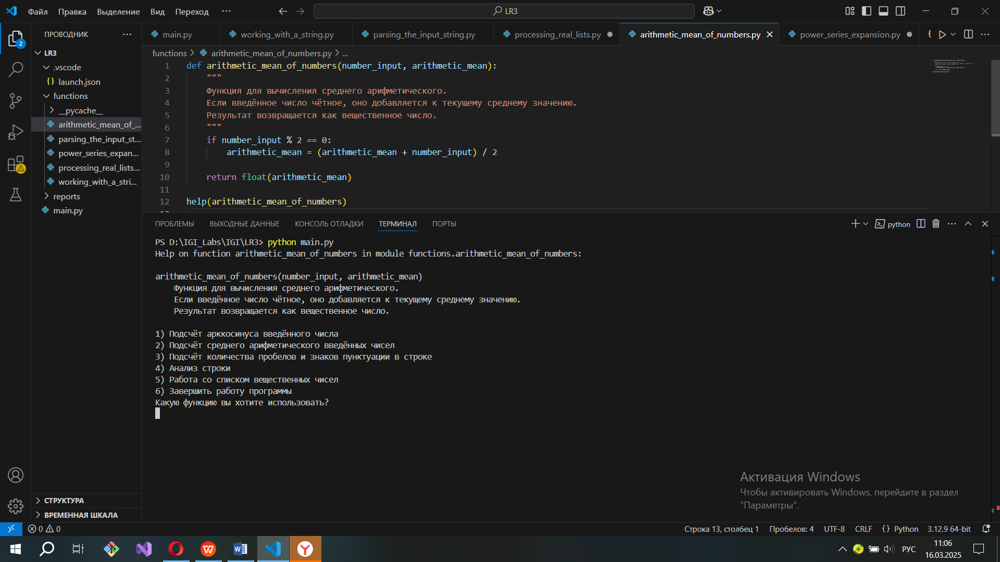 Файл Правка Выделение Вид Переход ··· LR3
ПРОВОДНИК ···
main.py working_with_a_string.py parsing_the_input_string.py processing_real_lists.py arithmetic_mean_of_numbers.py power_series_expansion.py
LR3
.vscode
launch.json
functions
__pycache__
arithmetic_mean_of_...
parsing_the_input_st...
power_series_expan...
processing_real_lists...
working_with_a_stri...
reports
main.py
СТРУКТУРА
ВРЕМЕННАЯ ШКАЛА
functions > arithmetic_mean_of_numbers.py > ...
1 def arithmetic_mean_of_numbers(number_input, arithmetic_mean):
2 """
3 Функция для вычисления среднего арифметического.
4 Если введённое число чётное, оно добавляется к текущему среднему значению.
5 Результат возвращается как вещественное число.
6 """
7 if number_input % 2 == 0:
8 arithmetic_mean = (arithmetic_mean + number_input) / 2
9
10 return float(arithmetic_mean)
11
12 help(arithmetic_mean_of_numbers)
ПРОБЛЕМЫ ВЫХОДНЫЕ ДАННЫЕ КОНСОЛЬ ОТЛАДКИ ТЕРМИНАЛ ПОРТЫ
python
PS D:\IGI_Labs\IGI\LR3> python main.py
Help on function arithmetic_mean_of_numbers in module functions.arithmetic_mean_of_numbers:
arithmetic_mean_of_numbers(number_input, arithmetic_mean)
Функция для вычисления среднего арифметического.
Если введённое число чётное, оно добавляется к текущему среднему значению.
Результат возвращается как вещественное число.
1) Подсчёт арккосинуса введённого числа
2) Подсчёт среднего арифметического введённых чисел
3) Подсчёт количества пробелов и знаков пунктуации в строке
4) Анализ строки
5) Работа со списком вещественных чисел
6) Завершить работу программы
Какую функцию вы хотите использовать?
Активация Windows
Чтобы активировать Windows, перейдите в раздел
"Параметры".
0 0 Строка 13, столбец 1 Пробелов: 4 UTF-8 CRLF {} Python 3.12.9 64-bit
РУС 11:06
16.03.2025